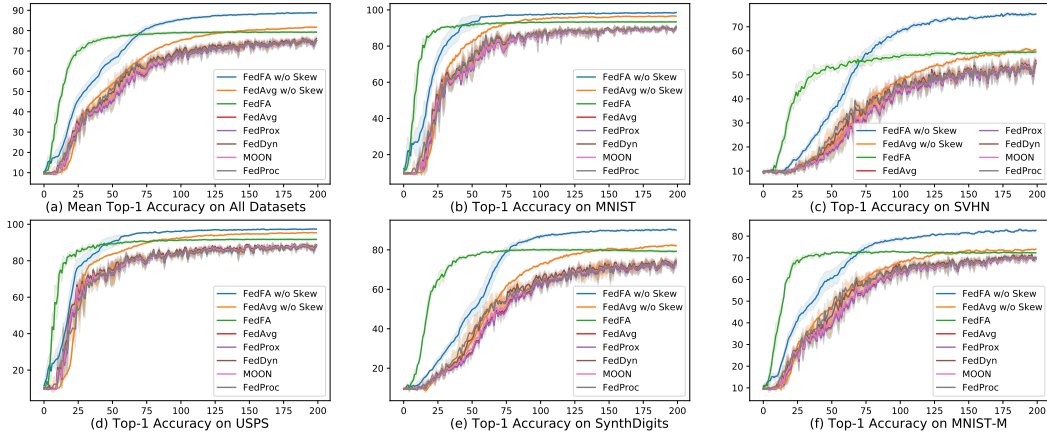 90
80
70
60
50
40
30
20
10
FedFA w/o Skew
FedAvg w/o Skew
FedFA
FedAvg
FedProx
FedDyn
MOON
FedProc
0 25 50 75 100 125 150 175 200
(a) Mean Top-1 Accuracy on All Datasets
100
80
60
40
20
FedFA w/o Skew
FedAvg w/o Skew
FedFA
FedAvg
FedProx
FedDyn
MOON
FedProc
0 25 50 75 100 125 150 175 200
(b) Top-1 Accuracy on MNIST
70
60
50
40
30
20
10
FedFA w/o Skew
FedAvg w/o Skew
FedFA
FedAvg
FedProx
FedDyn
MOON
FedProc
0 25 50 75 100 125 150 175 200
(c) Top-1 Accuracy on SVHN
100
80
60
40
20
FedFA w/o Skew
FedAvg w/o Skew
FedFA
FedAvg
FedProx
FedDyn
MOON
FedProc
0 25 50 75 100 125 150 175 200
(d) Top-1 Accuracy on USPS
80
60
40
20
FedFA w/o Skew
FedAvg w/o Skew
FedFA
FedAvg
FedProx
FedDyn
MOON
FedProc
0 25 50 75 100 125 150 175 200
(e) Top-1 Accuracy on SynthDigits
80
70
60
50
40
30
20
10
FedFA w/o Skew
FedAvg w/o Skew
FedFA
FedAvg
FedProx
FedDyn
MOON
FedProc
0 25 50 75 100 125 150 175 200
(f) Top-1 Accuracy on MNIST-M